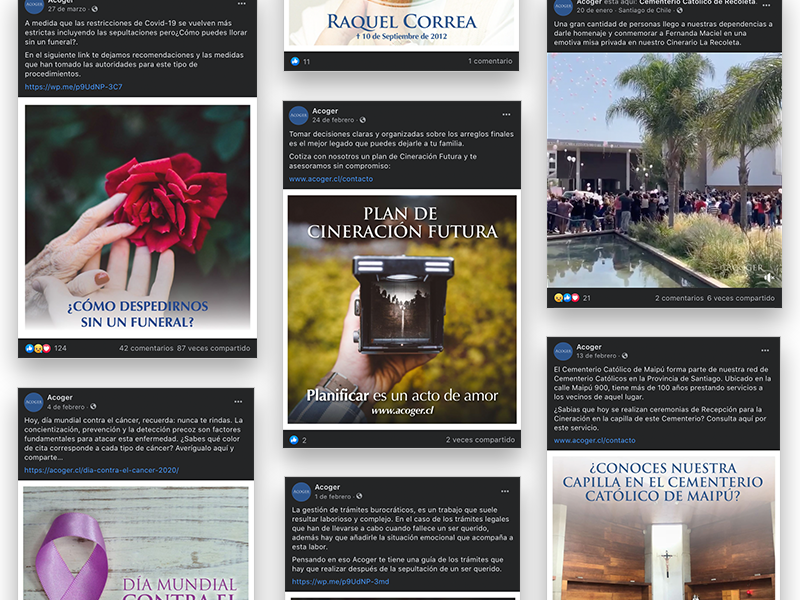 Acoger
27 de marzo ·
A medida que las restricciones de Covid-19 se vuelven más
estrictas incluyendo las sepultaciones pero¿Cómo puedes llorar
sin un funeral?.
En el siguiente link te dejamos recomendaciones y las medidas
que han tomado las autoridades para este tipo de
procedimientos.
https://wp.me/p9UdNP-3C7
¿CÓMO DESPEDIRNOS
SIN UN FUNERAL?
124
42 comentarios 87 veces compartido
ACOGER
Acoger
4 de febrero ·
Hoy, día mundial contra el cáncer, recuerda: nunca te rindas. La
concientización, prevención y la detección precoz son factores
fundamentales para atacar esta enfermedad. ¿Sabes qué color
de cita corresponde a cada tipo de cáncer? Averígualo aquí y
comparte...
https://acoger.cl/dia-contra-el-cancer-2020/
DÍA MUNDIAL
CONTRA EL
RAQUEL CORREA
† 10 de Septiembre de 2012
11
1 comentario
ACOGER
Acoger
24 de febrero ·
Tomar decisiones claras y organizadas sobre los arreglos finales
es el mejor legado que puedes dejarle a tu familia.
Cotiza con nosotros un plan de Cineración Futura y te
asesoramos sin compromiso:
www.acoger.cl/contacto
PLAN DE
CINERACIÓN FUTURA
Planificar es un acto de amor
www.acoger.cl
2
2 veces compartido
ACOGER
Acoger
1 de febrero ·
La gestión de trámites burocráticos, es un trabajo que suele
resultar laborioso y complejo. En el caso de los trámites legales
que han de llevarse a cabo cuando fallece un ser querido,
además hay que añadirle la situación emocional que acompaña a
esta labor.
Pensando en eso Acoger te tiene una guía de los trámites que
hay que realizar después de la sepultación de un ser querido.
https://wp.me/p9UdNP-3md
Acoger está aquí: Cementerio Católico de Recoleta.
20 de enero · Santiago de Chile ·
Una gran cantidad de personas llego a nuestras dependencias a
darle homenaje y conmemorar a Fernanda Maciel en una
emotiva misa privada en nuestro Cinerario La Recoleta.
ACOGER
21
2 comentarios 6 veces compartido
ACOGER
Acoger
13 de febrero ·
El Cementerio Católico de Maipú forma parte de nuestra red de
Cementerio Católicos en la Provincia de Santiago. Ubicado en la
calle Maipú 900, tiene más de 100 años prestando servicios a
los vecinos de aquel lugar.
¿Sabías que hoy se realizan ceremonias de Recepción para la
Cineración en la capilla de este Cementerio? Consulta aquí por
este servicio.
www.acoger.cl/contacto
¿CONOCES NUESTRA
CAPILLA EN EL CEMENTERIO
CATÓLICO DE MAIPÚ?